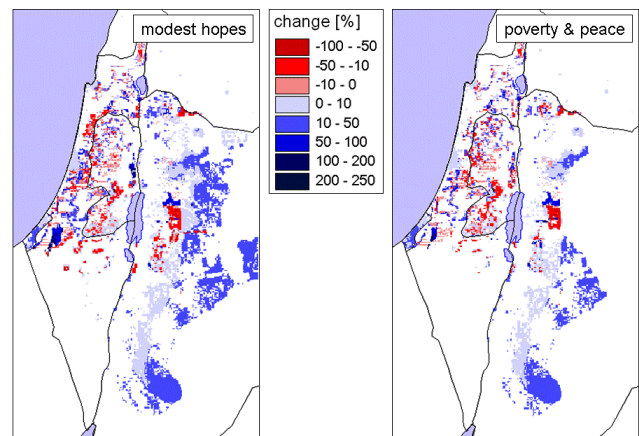 modest hopes
change [%]
-100 - -50
-50 - -10
-10 - 0
0 - 10
10 - 50
50 - 100
100 - 200
200 - 250
poverty & peace